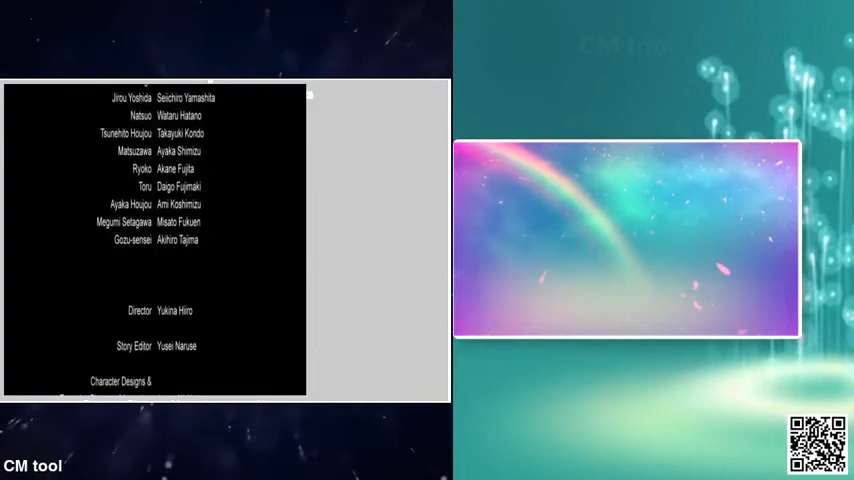 Jirou Yoshida Seiichiro Yamashita
Natsuo Wataru Hatano
Tsunehito Houjou Takayuki Kondo
Matsuzawa Ayaka Shimizu
Ryoko Akane Fujita
Toru Daigo Fujimaki
Ayaka Houjou Ami Koshimizu
Megumi Setagawa Misato Fukuen
Gozu-sensei Akihiro Tajima
Director Yukina Hiiro
Story Editor Yusei Naruse
Character Designs &
CM tool
CM tool